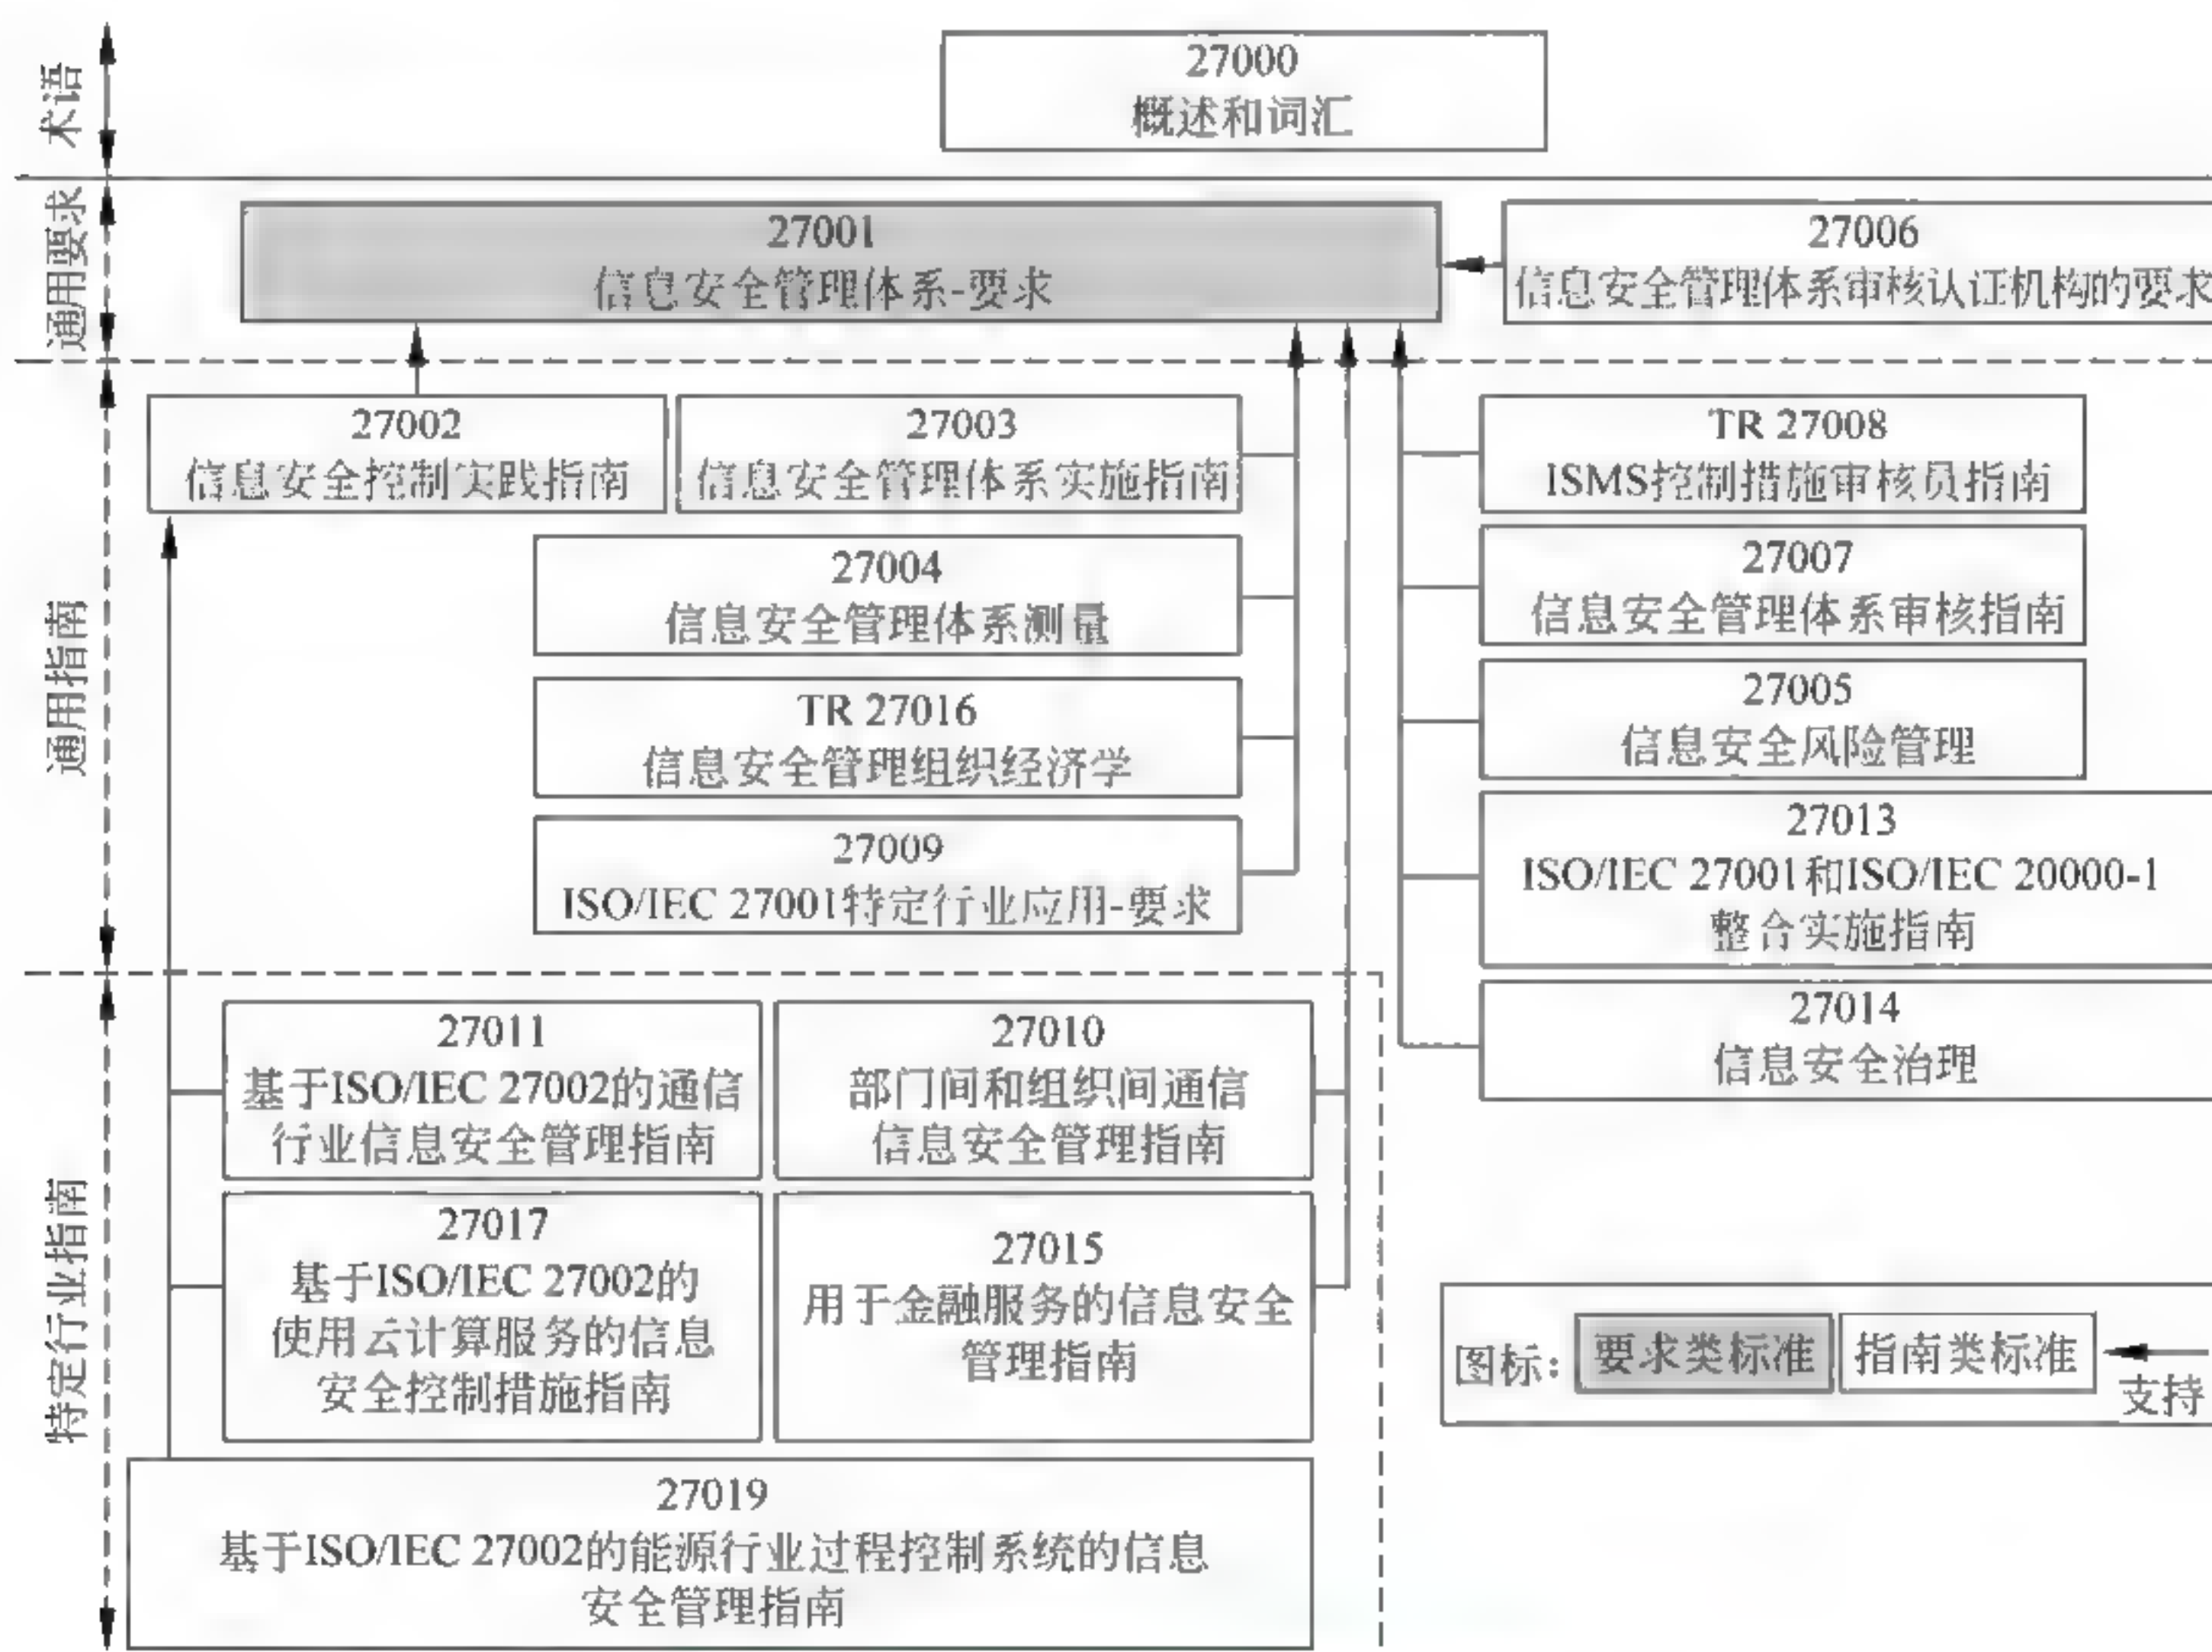 术语
27000
概述和词汇
通用要求
27001
信息安全管理体系-要求
27006
信息安全管理体系审核认证机构的要求
通用指南
27002
信息安全控制实践指南
27003
信息安全管理体系实施指南
27004
信息安全管理体系测量
TR 27016
信息安全管理组织经济学
27009
ISO/IEC 27001特定行业应用-要求
TR 27008
ISMS控制措施审核员指南
27007
信息安全管理体系审核指南
27005
信息安全风险管理
27013
ISO/IEC 27001和ISO/IEC 20000-1
整合实施指南
27014
信息安全治理
特定行业指南
27011
基于ISO/IEC 27002的通信
行业信息安全管理指南
27010
部门间和组织间通信
信息安全管理指南
27017
基于ISO/IEC 27002的
使用云计算服务的信息
安全控制措施指南
27015
用于金融服务的信息安全
管理指南
27019
基于ISO/IEC 27002的能源行业过程控制系统的信息
安全管理指南
图标：
要求类标准
指南类标准
支持